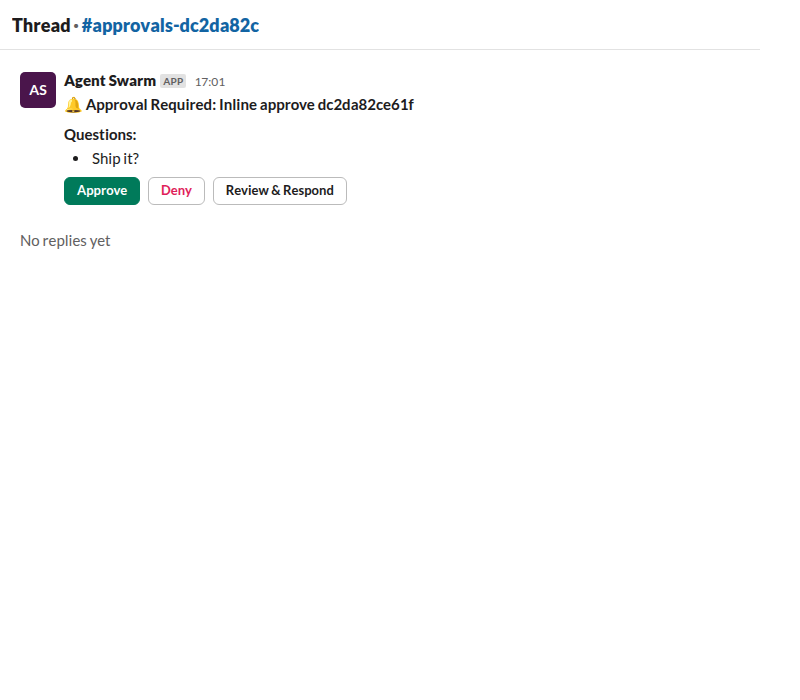 Thread • #approvals-dc2da82c
AS
Agent Swarm APP 17:01
🔔 Approval Required: Inline approve dc2da82ce61f
Questions:
• Ship it?
Approve Deny Review & Respond
No replies yet